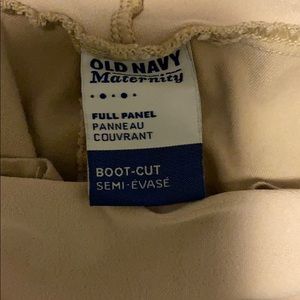 OLD NAVY
Maternity
FULL PANEL
PANNEAU
COUVRANT
BOOT-CUT
SEMI-ÉVASÉ